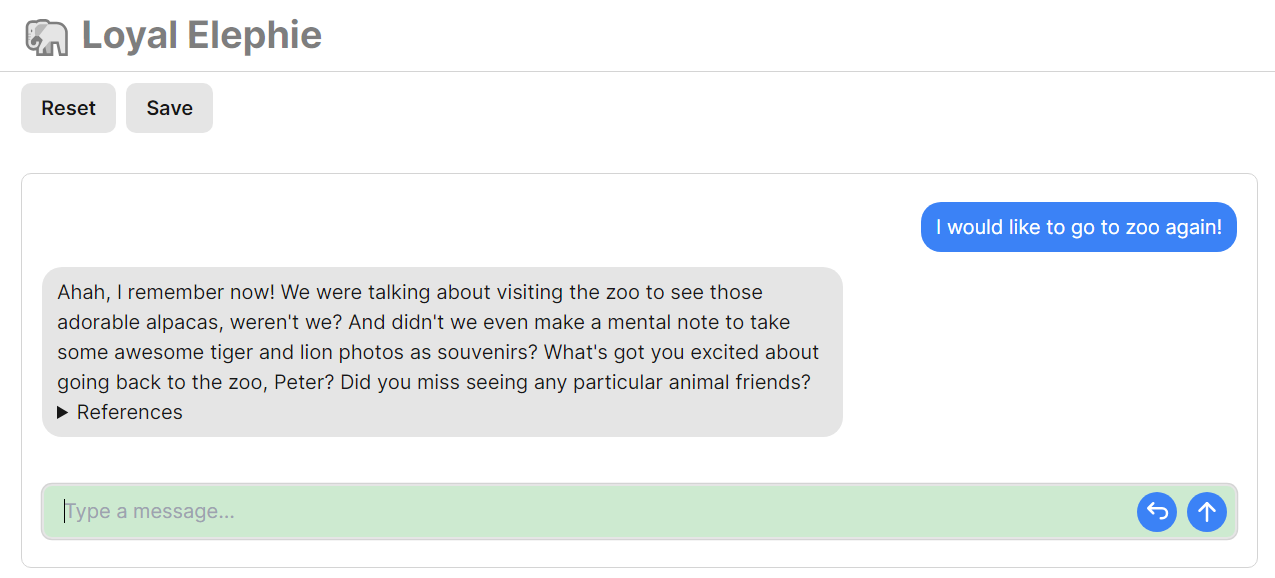 Loyal Elephie
Reset Save
I would like to go to zoo again!
Ahah, I remember now! We were talking about visiting the zoo to see those
adorable alpacas, weren't we? And didn't we even make a mental note to take
some awesome tiger and lion photos as souvenirs? What's got you excited about
going back to the zoo, Peter? Did you miss seeing any particular animal friends?
References
Type a message...